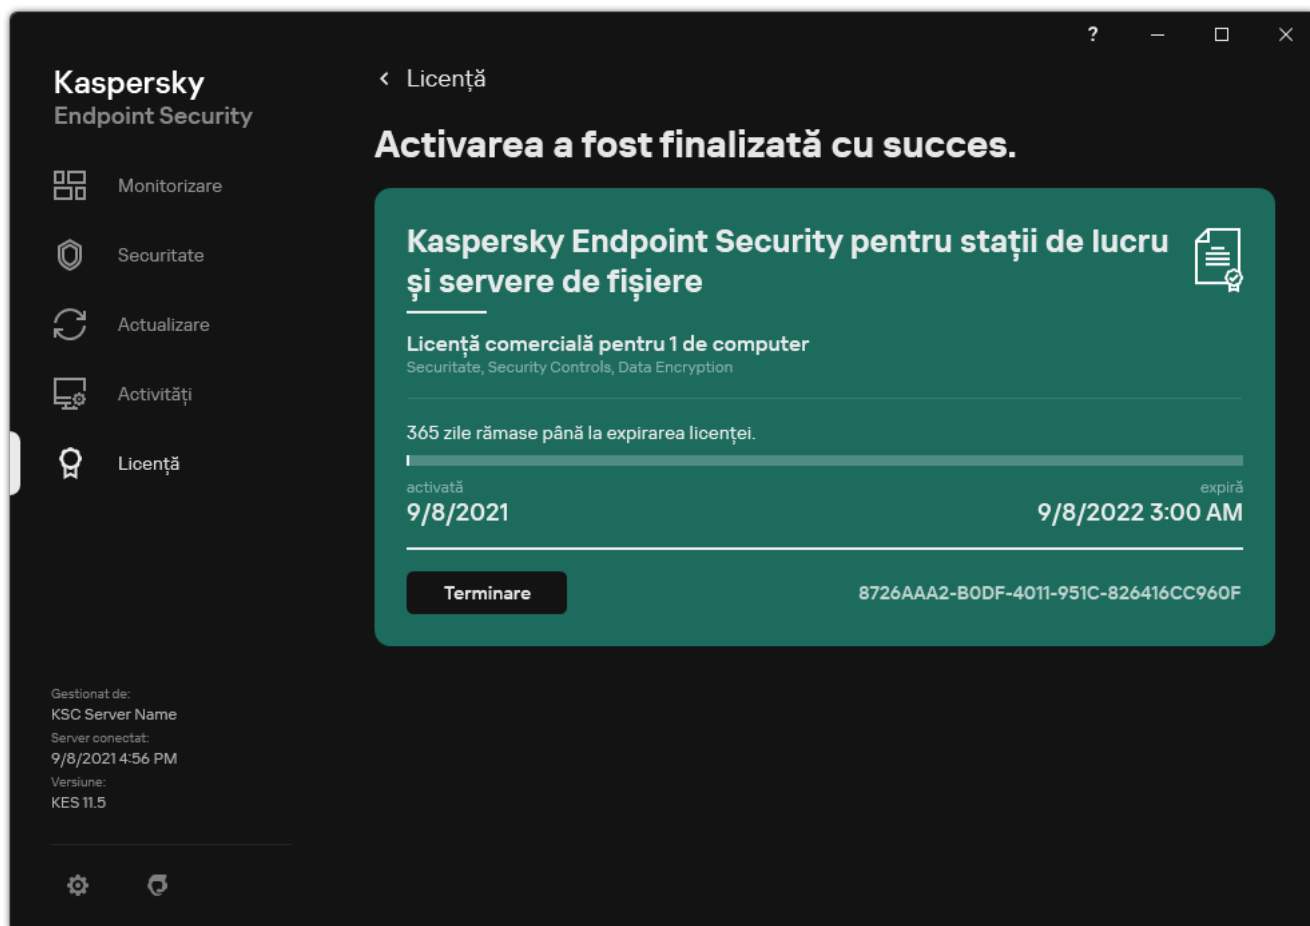 ?
Kaspersky
Endpoint Security
Monitorizare
Securitate
Actualizare
Activități
Licență
Gestionat de:
KSC Server Name
Server conectat:
9/8/2021 4:56 PM
Versiune:
KES 11.5
Licență
Activarea a fost finalizată cu succes.
Kaspersky Endpoint Security pentru stații de lucru
și servere de fișiere
Licență comercială pentru 1 de computer
Securitate, Security Controls, Data Encryption
365 zile rămase până la expirarea licenței.
activată expiră
9/8/2021 9/8/2022 3:00 AM
Terminare 8726AAA2-B0DF-4011-951C-826416CC960F